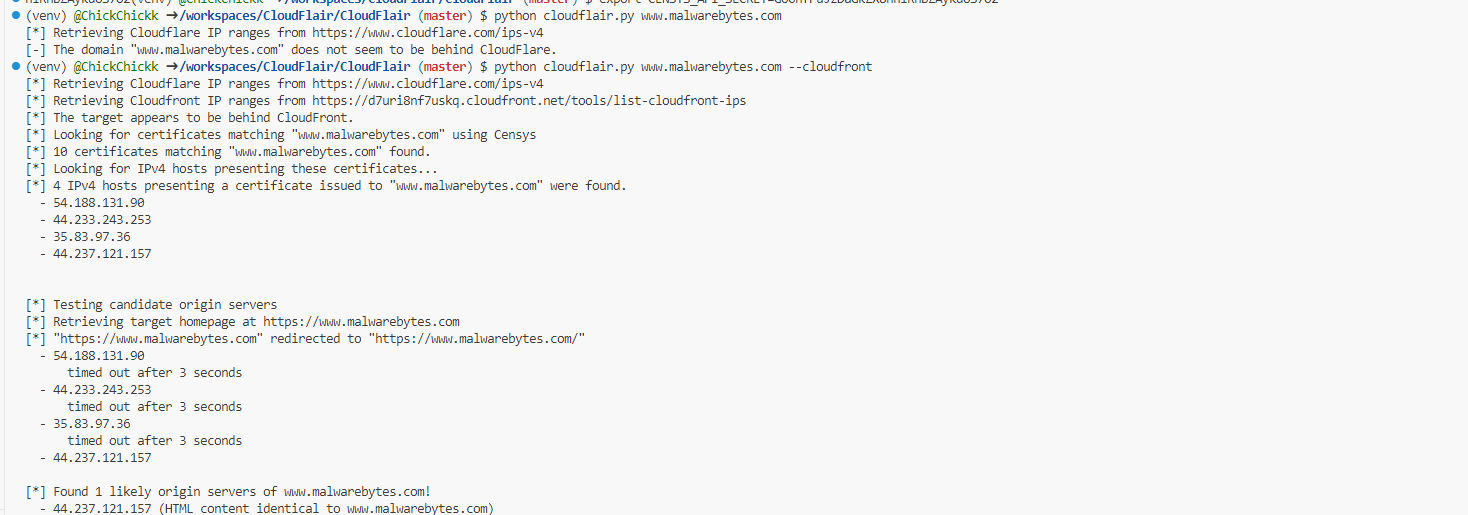 (venv) @ChickChickk ➜/workspaces/CloudFlair/CloudFlair (master) $ python cloudflair.py www.malwarebytes.com
[*] Retrieving Cloudflare IP ranges from https://www.cloudflare.com/ips-v4
[-] The domain "www.malwarebytes.com" does not seem to be behind CloudFlare.
(venv) @ChickChickk ➜/workspaces/CloudFlair/CloudFlair (master) $ python cloudflair.py www.malwarebytes.com --cloudfront
[*] Retrieving Cloudflare IP ranges from https://www.cloudflare.com/ips-v4
[*] Retrieving Cloudfront IP ranges from https://d7uri8nf7uskq.cloudfront.net/tools/list-cloudfront-ips
[*] The target appears to be behind CloudFront.
[*] Looking for certificates matching "www.malwarebytes.com" using Censys
[*] 10 certificates matching "www.malwarebytes.com" found.
[*] Looking for IPv4 hosts presenting these certificates...
[*] 4 IPv4 hosts presenting a certificate issued to "www.malwarebytes.com" were found.
- 54.188.131.90
- 44.233.243.253
- 35.83.97.36
- 44.237.121.157
[*] Testing candidate origin servers
[*] Retrieving target homepage at https://www.malwarebytes.com
[*] "https://www.malwarebytes.com" redirected to "https://www.malwarebytes.com/"
- 54.188.131.90
timed out after 3 seconds
- 44.233.243.253
timed out after 3 seconds
- 35.83.97.36
timed out after 3 seconds
- 44.237.121.157
[*] Found 1 likely origin servers of www.malwarebytes.com!
- 44.237.121.157 (HTML content identical to www.malwarebytes.com)